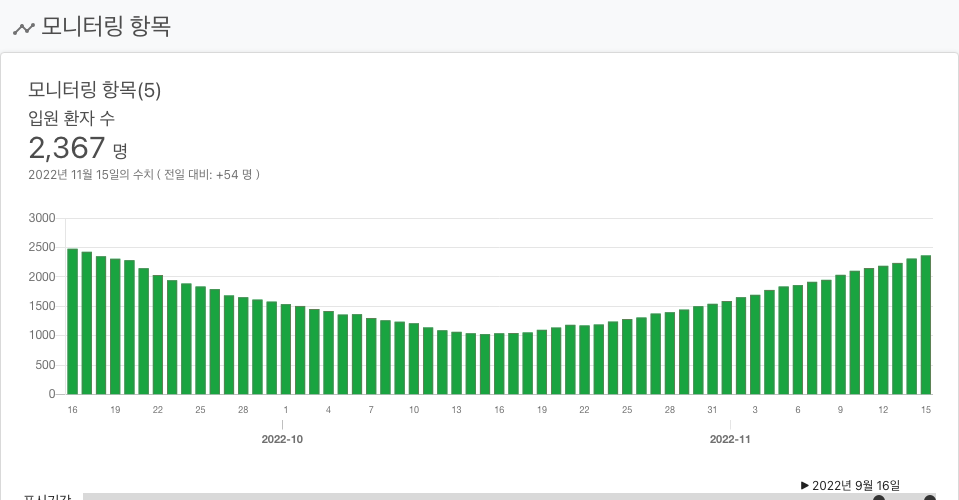 모니터링 항목
모니터링 항목(5)
입원 환자 수
2,367 명
2022년 11월 15일의 수치 ( 전일 대비: +54 명 )
3000
2500
2000
1500
1000
500
0
16 19 22 25 28 1 4 7 10 13 16 19 22 25 28 31 3 6 9 12 15
2022-10 2022-11
▶ 2022년 9월 16일
표시기간